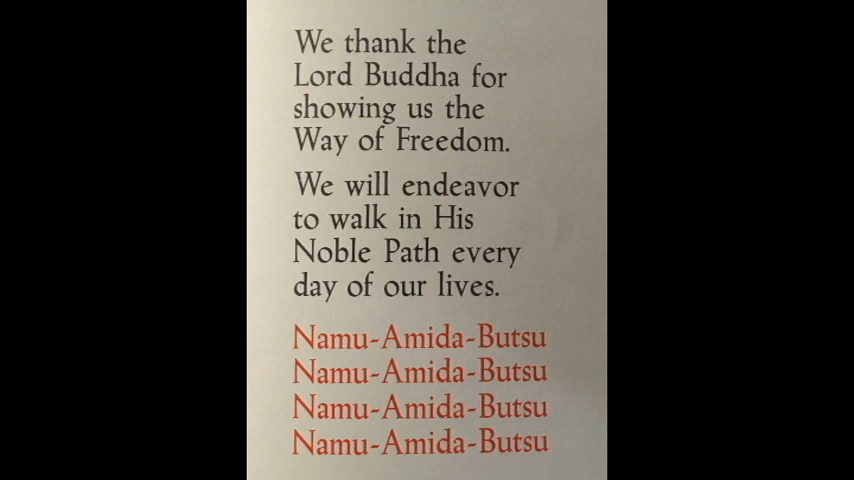 We thank the
Lord Buddha for
showing us the
Way of Freedom.
We will endeavor
to walk in His
Noble Path every
day of our lives.
Namu-Amida-Butsu
Namu-Amida-Butsu
Namu-Amida-Butsu
Namu-Amida-Butsu